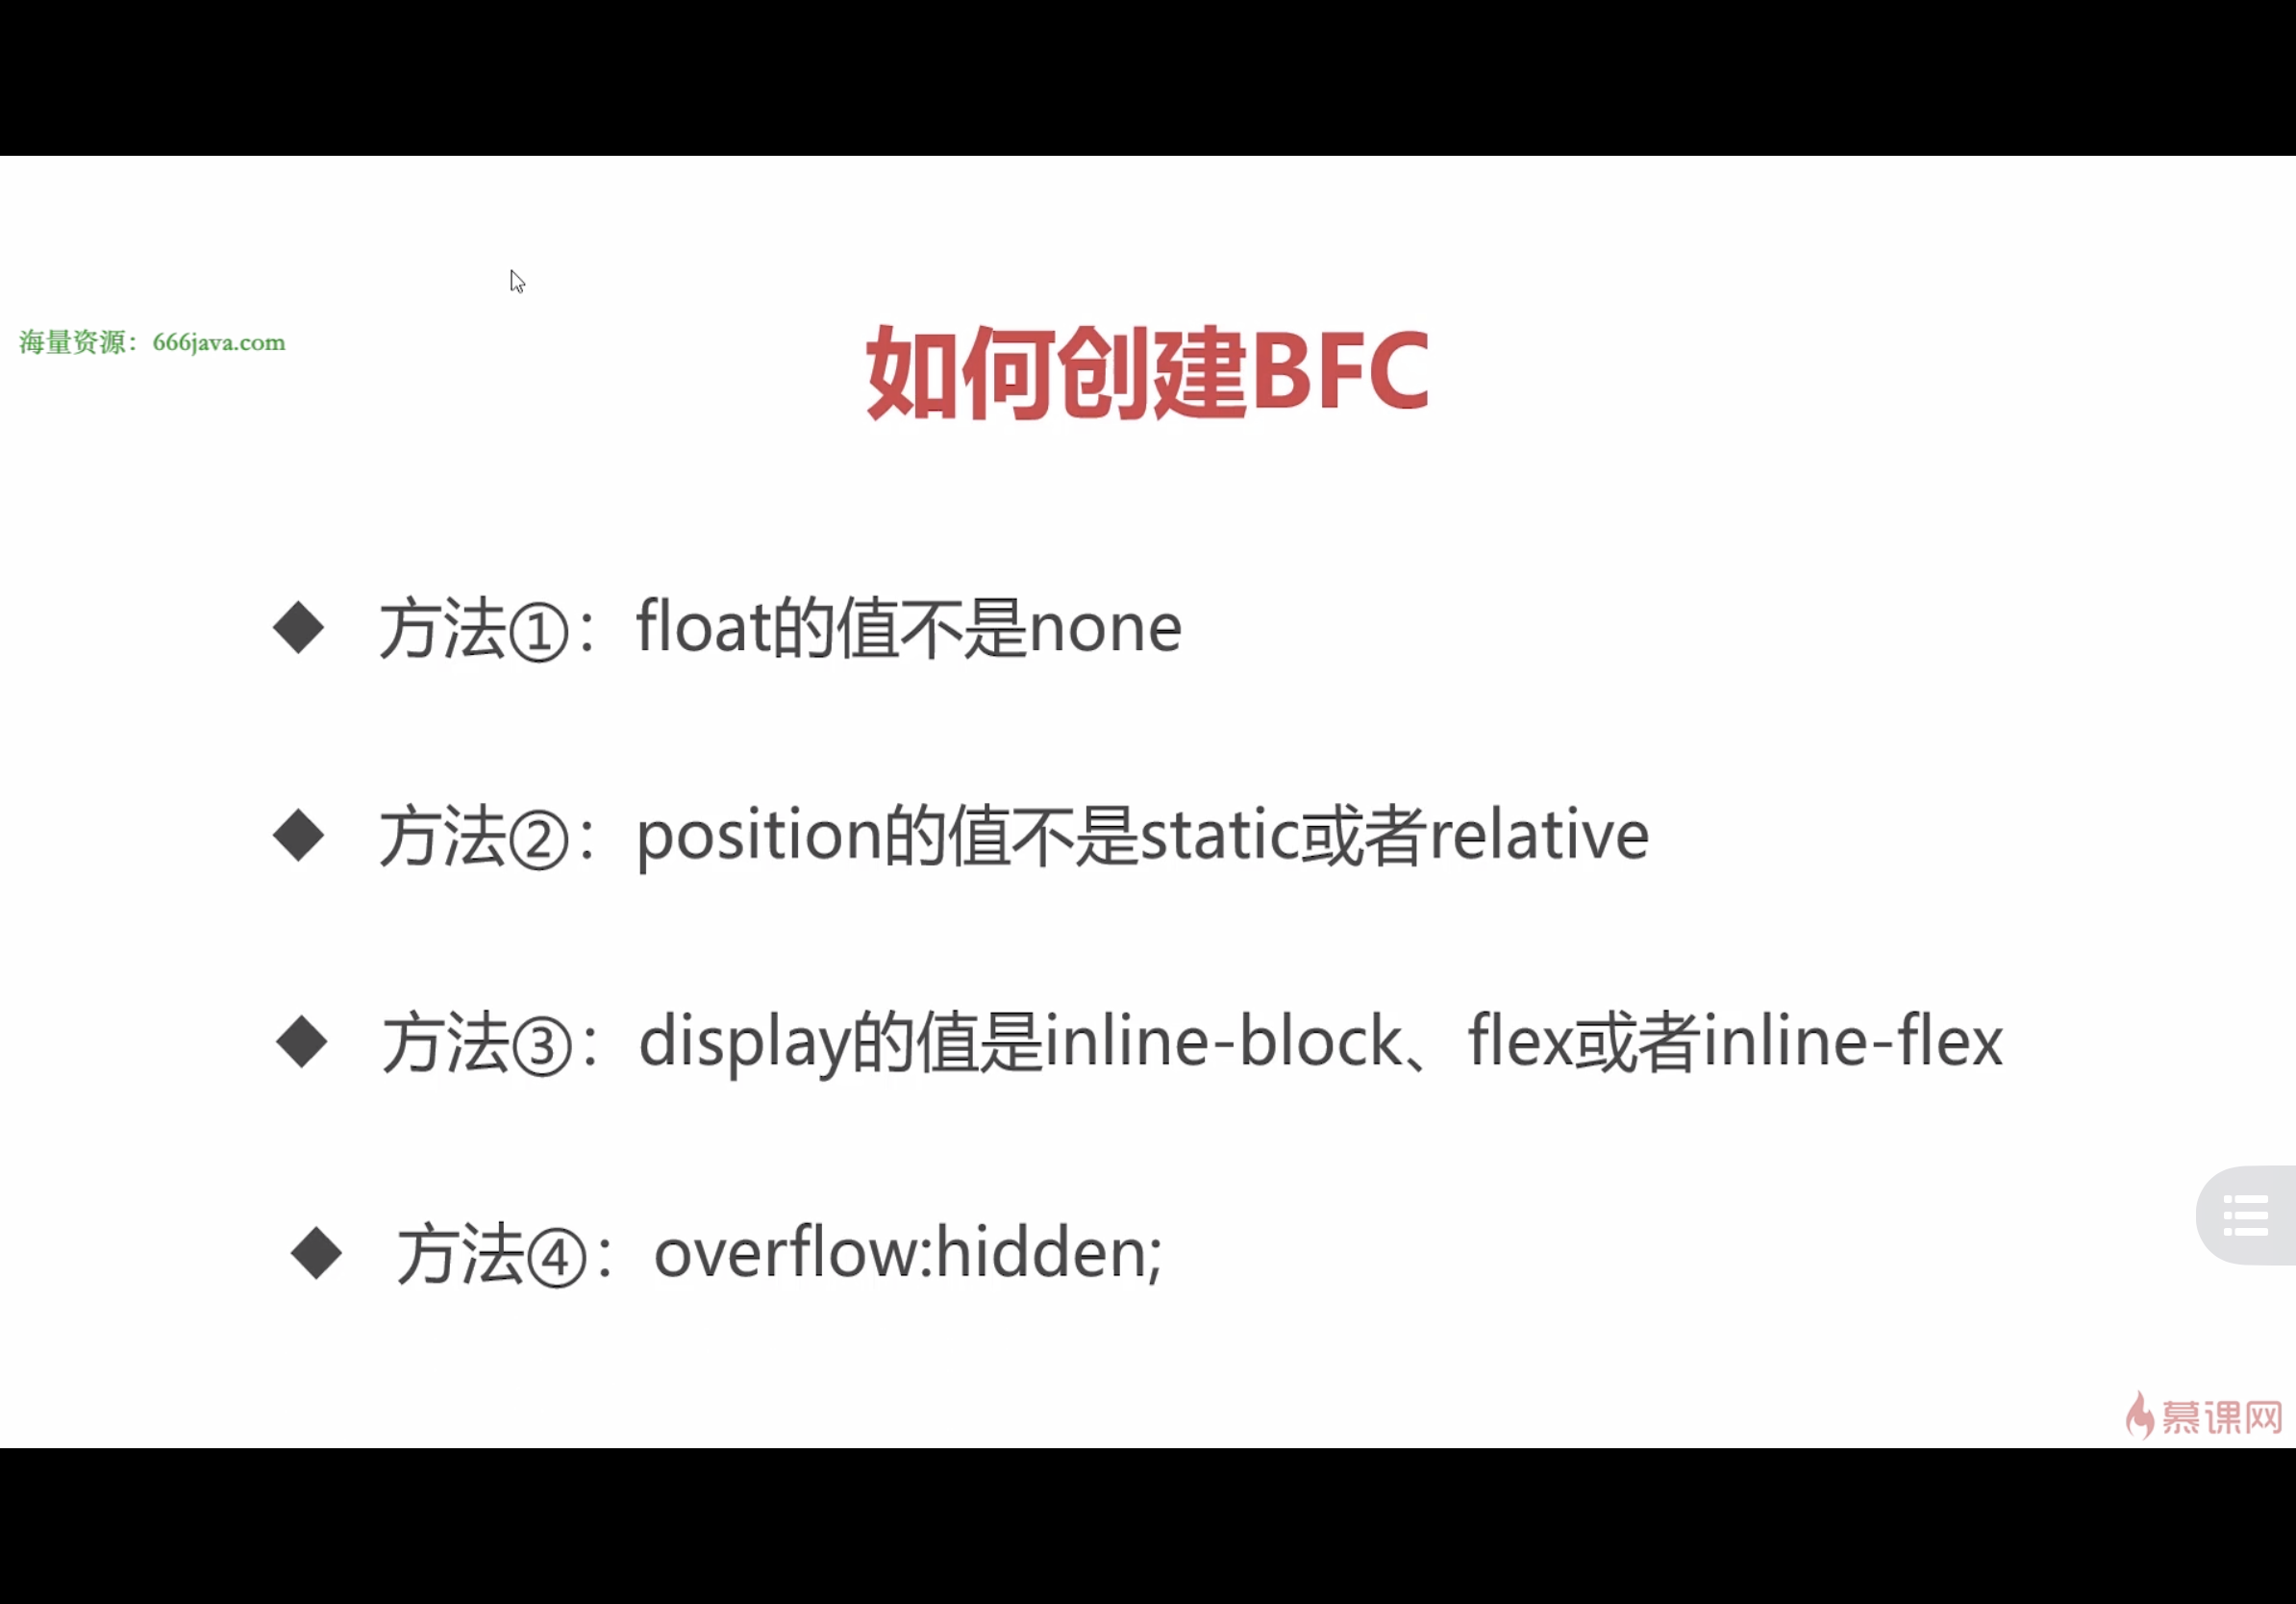 海量资源：666java.com
如何创建BFC
◆ 方法①：float的值不是none
◆ 方法②：position的值不是static或者relative
◆ 方法③：display的值是inline-block、flex或者inline-flex
◆ 方法④：overflow:hidden;
慕课网